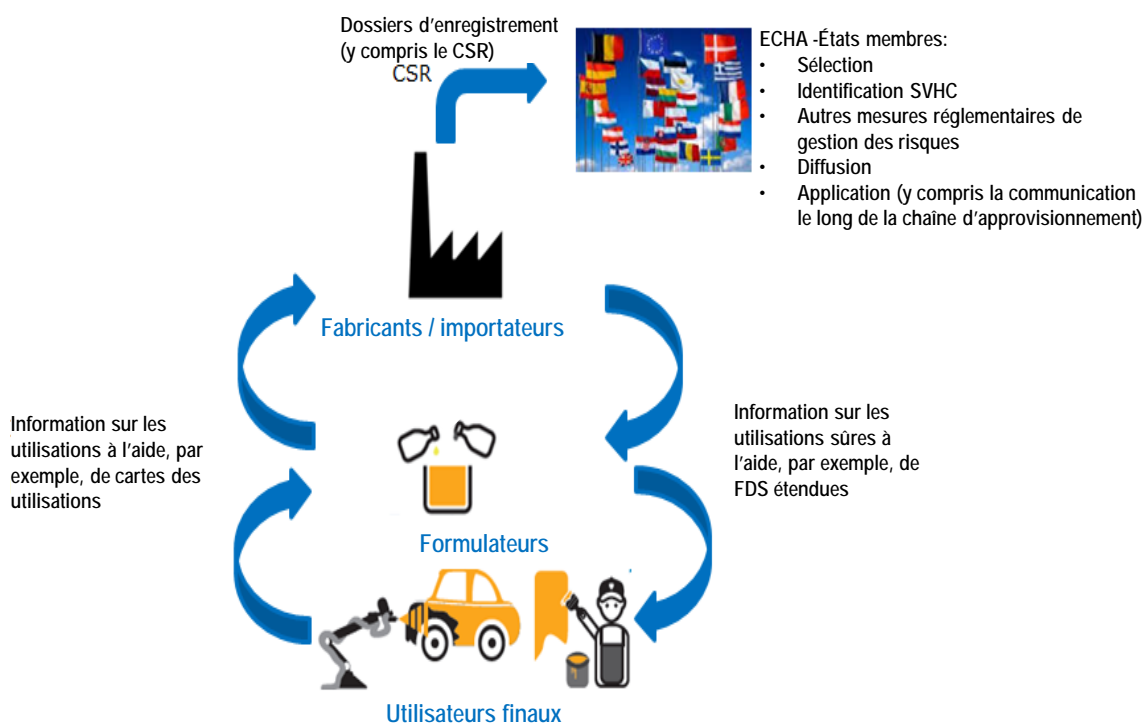 Dossiers d'enregistrement
(y compris le CSR)
CSR
ECHA -États membres:
• Sélection
• Identification SVHC
• Autres mesures réglementaires de
gestion des risques
• Diffusion
• Application (y compris la communication
le long de la chaîne d'approvisionnement)
Fabricants / importateurs
Information sur les
utilisations à l'aide, par
exemple, de cartes des
utilisations
Information sur les
utilisations sûres à
l'aide, par exemple, de
FDS étendues
Formulateurs
Utilisateurs finaux